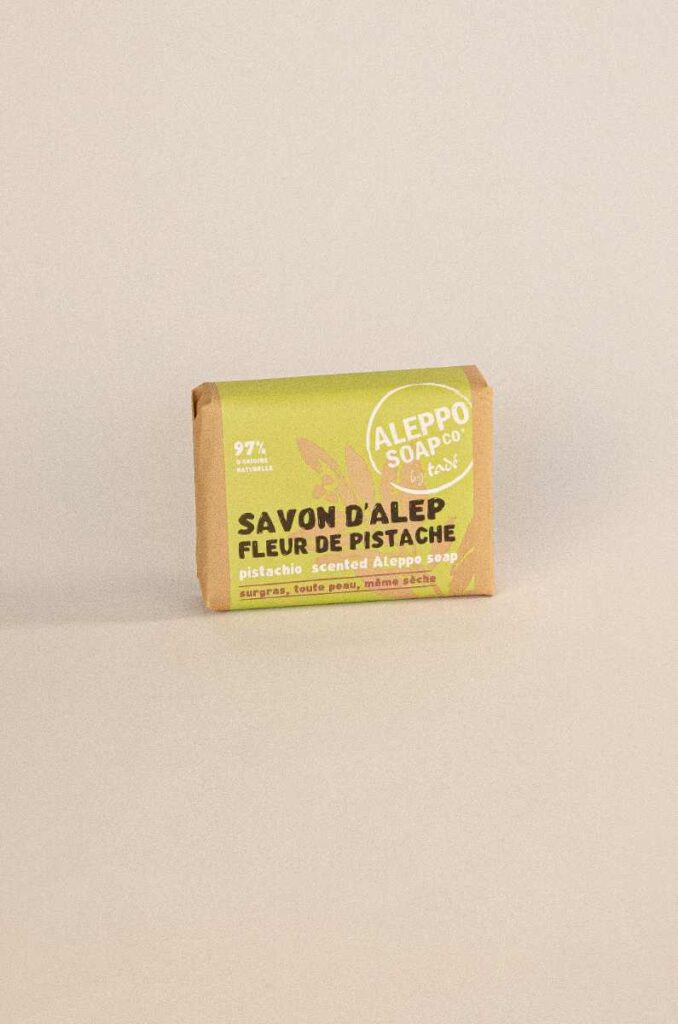 97%
D'ORIGINE
NATURELLE
ALEPPO
SOAP CO®
by tadé
SAVON D'ALEP
FLEUR DE PISTACHE
pistachio scented Aleppo soap
surgras, toute peau, même sèche